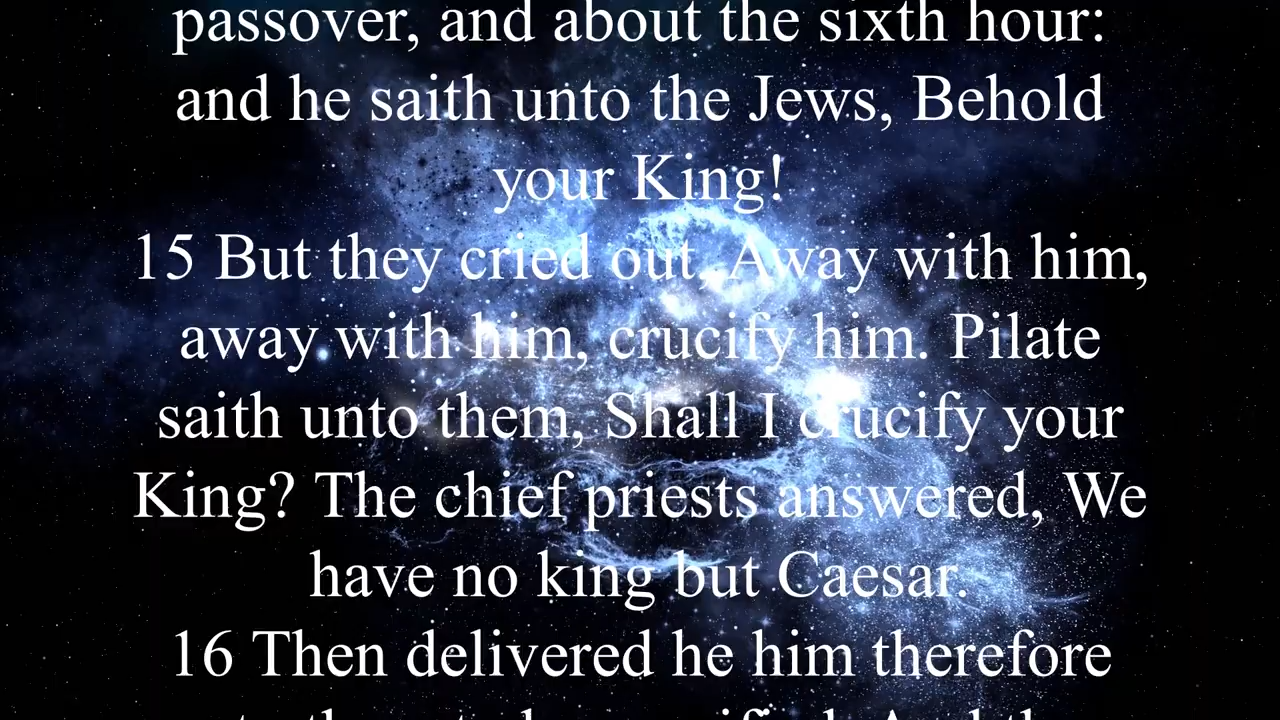 passover, and about the sixth hour:
and he saith unto the Jews, Behold
your King!
15 But they cried out, Away with him,
away with him, crucify him. Pilate
saith unto them, Shall I crucify your
King? The chief priests answered, We
have no king but Caesar.
16 Then delivered he him therefore